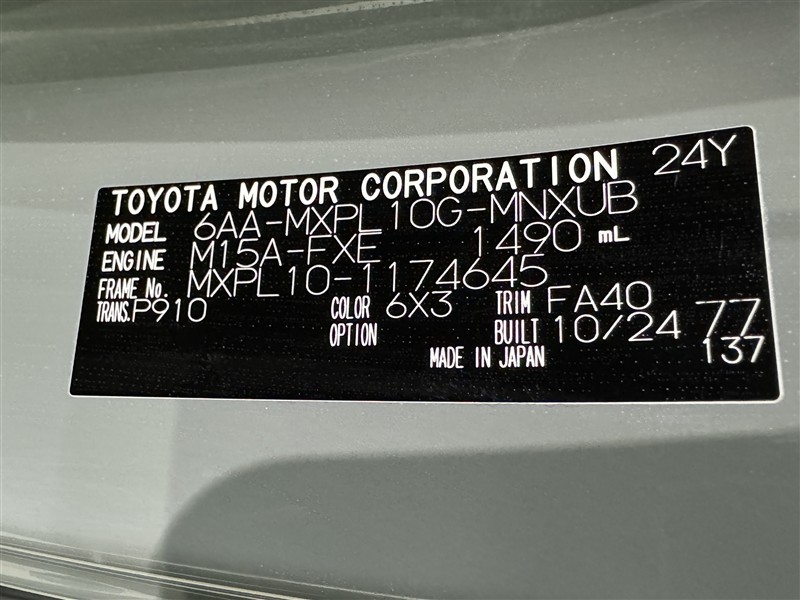 TOYOTA MOTOR CORPORATION 24Y
MODEL 6AA-MXPL10G-MNXUB
ENGINE M15A-FXE 1490 mL
FRAME No. MXPL10-1174645
TRANS. P910 COLOR 6X3 TRIM FA40
OPTION BUILT 10/24 77
MADE IN JAPAN 137